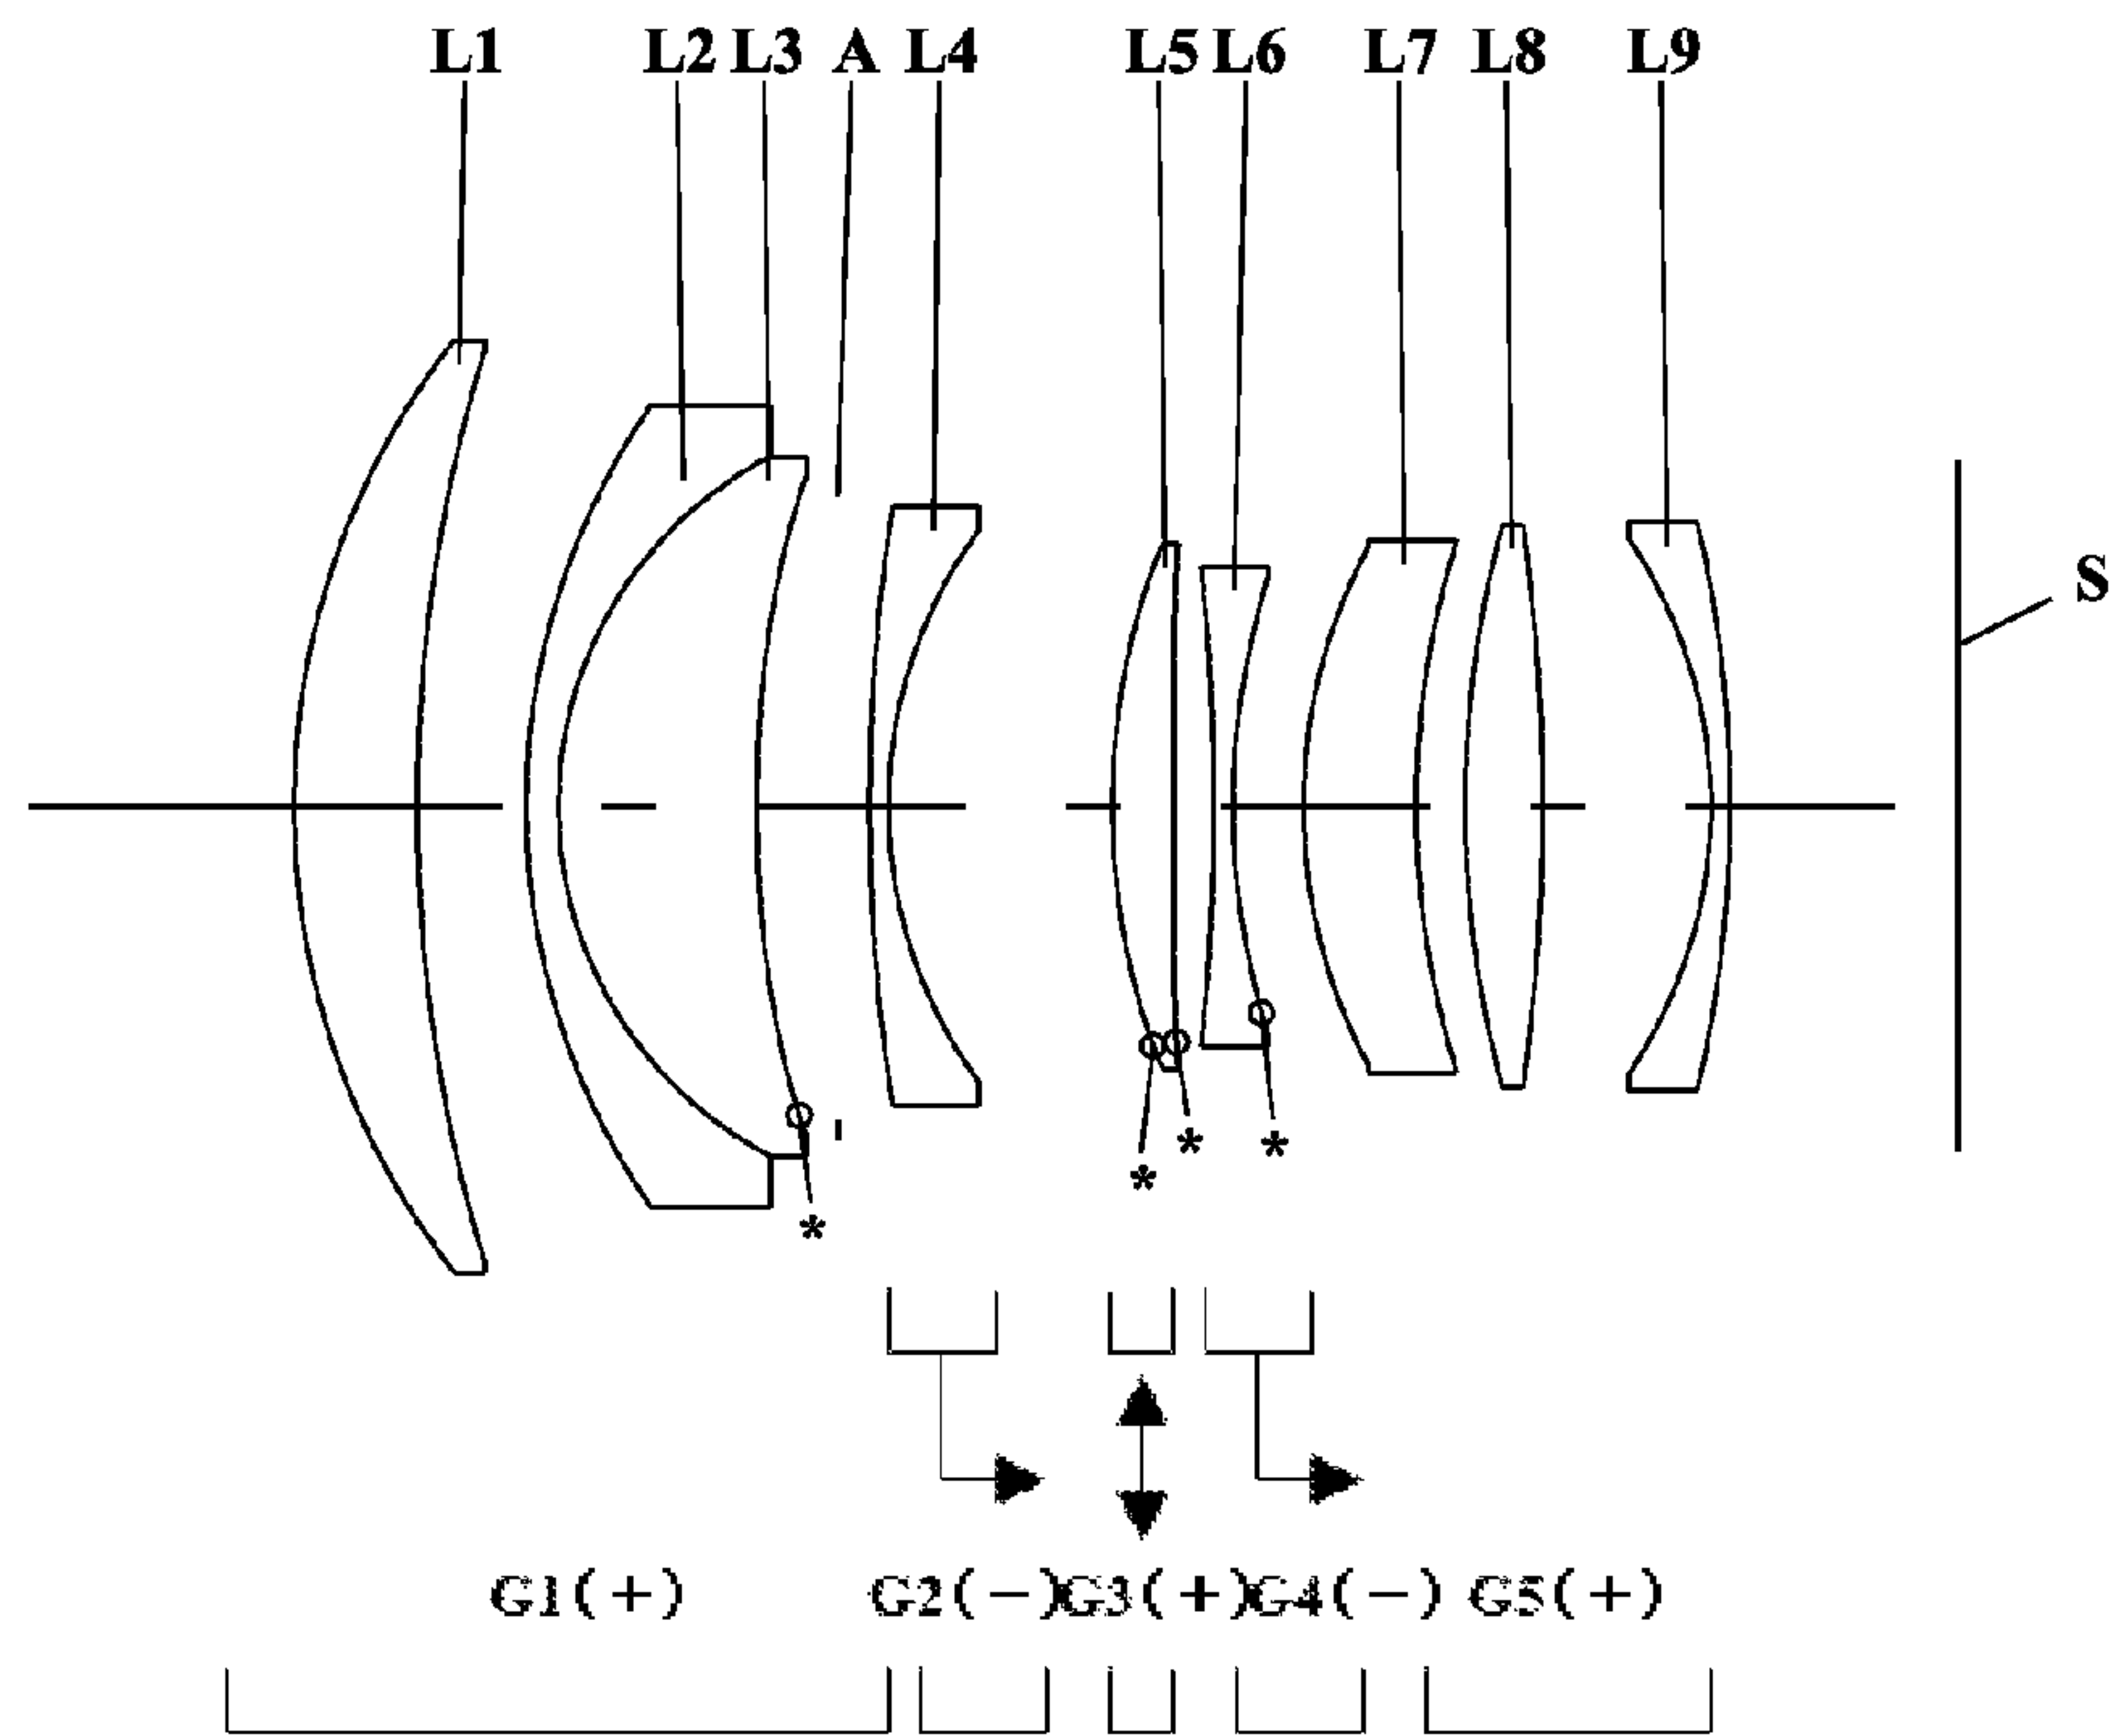 L1 L2 L3 A L4 L5 L6 L7 L8 L9
S
* * * *
G1(+) G2(-) G3(+) G4(-) G5(+)